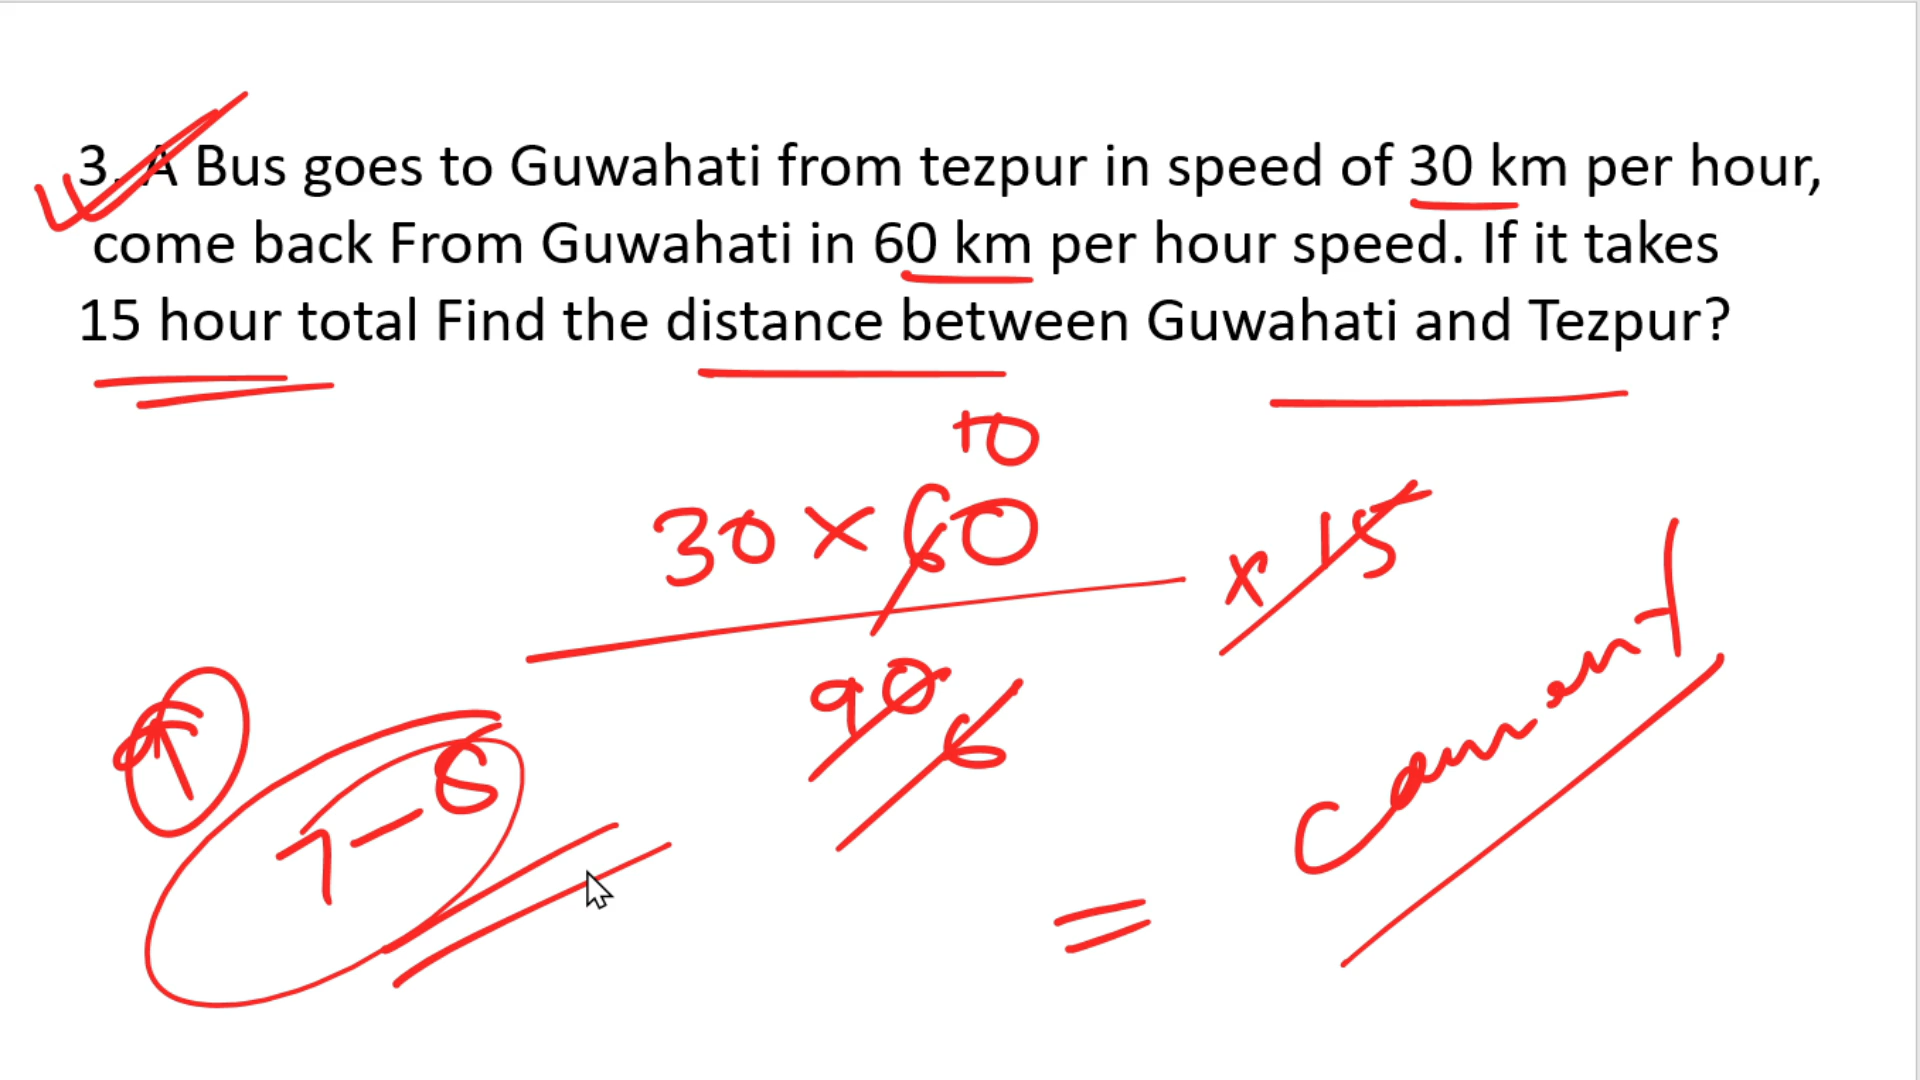 3. A Bus goes to Guwahati from tezpur in speed of 30 km per hour,
come back From Guwahati in 60 km per hour speed. If it takes
15 hour total Find the distance between Guwahati and Tezpur?
10
30 × 60
× 15
90
6
=
Comment